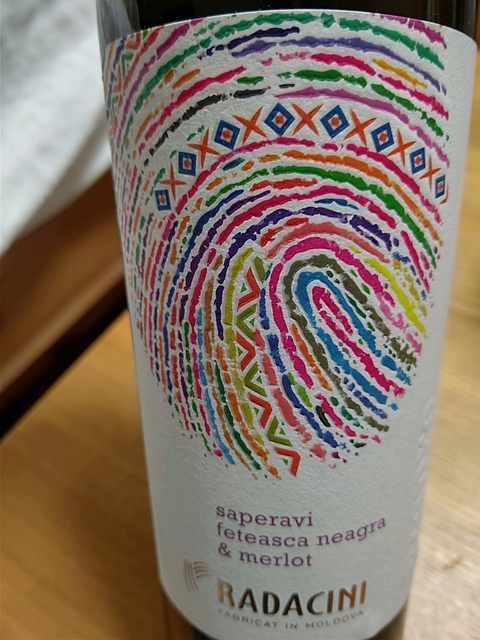 saperavi
feteasca neagra
& merlot
RADACINI
FABRICAT IN MOLDOVA